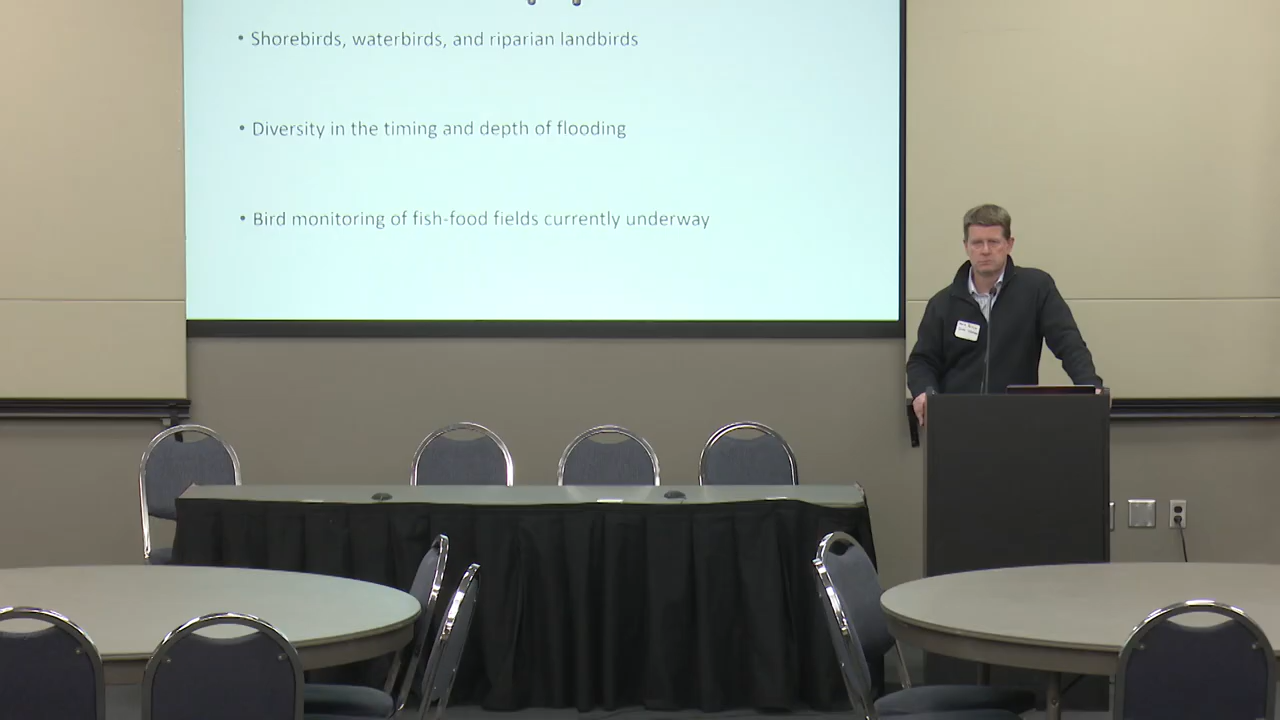 • Shorebirds, waterbirds, and riparian landbirds
• Diversity in the timing and depth of flooding
• Bird monitoring of fish-food fields currently underway